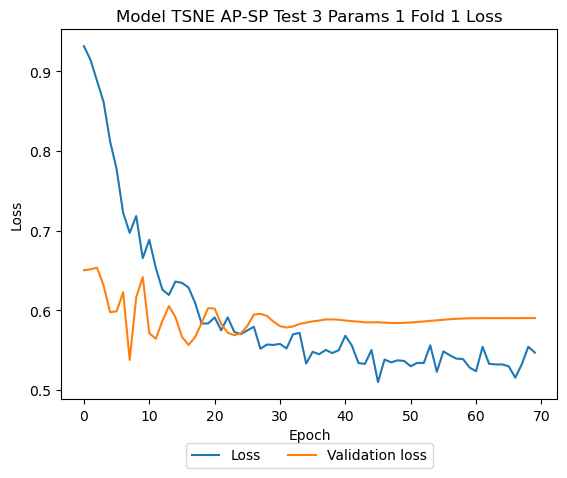 Model TSNE AP-SP Test 3 Params 1 Fold 1 Loss
0.9
0.8
0.7
0.6
0.5
Loss
0 10 20 30 40 50 60 70
Epoch
Loss Validation loss